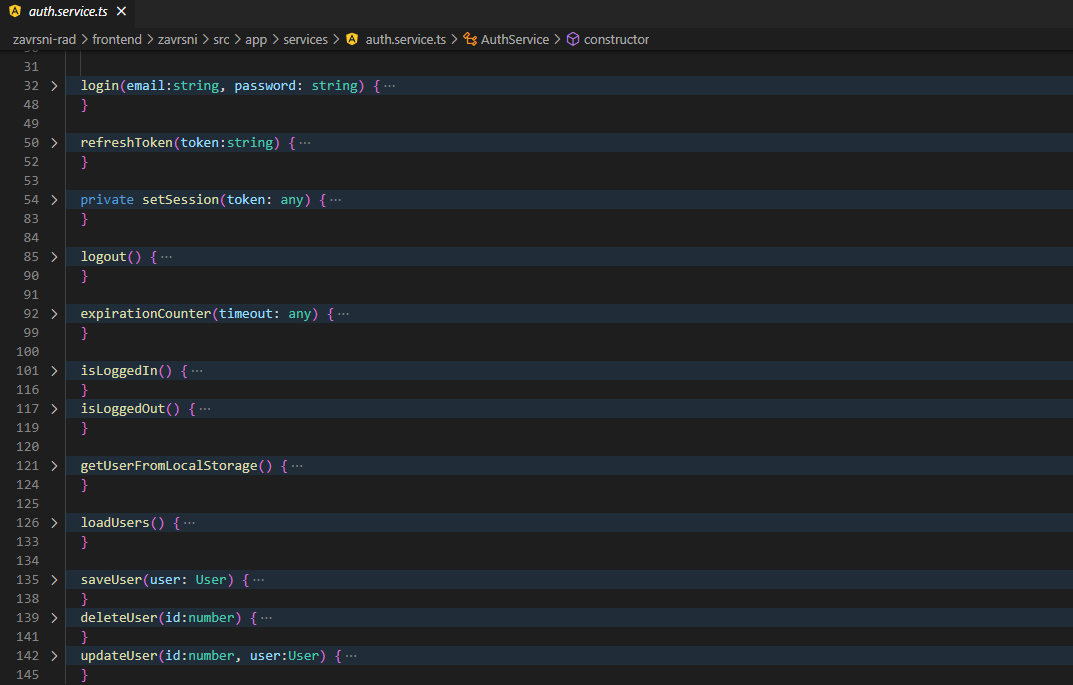 auth.service.ts
zavrsni-rad > frontend > zavrsni > src > app > services > auth.service.ts > AuthService > constructor
31
32 login(email:string, password: string) { ···
48 }
49
50 refreshToken(token:string) { ···
52 }
53
54 private setSession(token: any) { ···
83 }
84
85 logout() { ···
90 }
91
92 expirationCounter(timeout: any) { ···
99 }
100
101 isLoggedIn() { ···
116 }
117 isLoggedOut() { ···
119 }
120
121 getUserFromLocalStorage() { ···
124 }
125
126 loadUsers() { ···
133 }
134
135 saveUser(user: User) { ···
138 }
139 deleteUser(id:number) { ···
141 }
142 updateUser(id:number, user:User) { ···
145 }